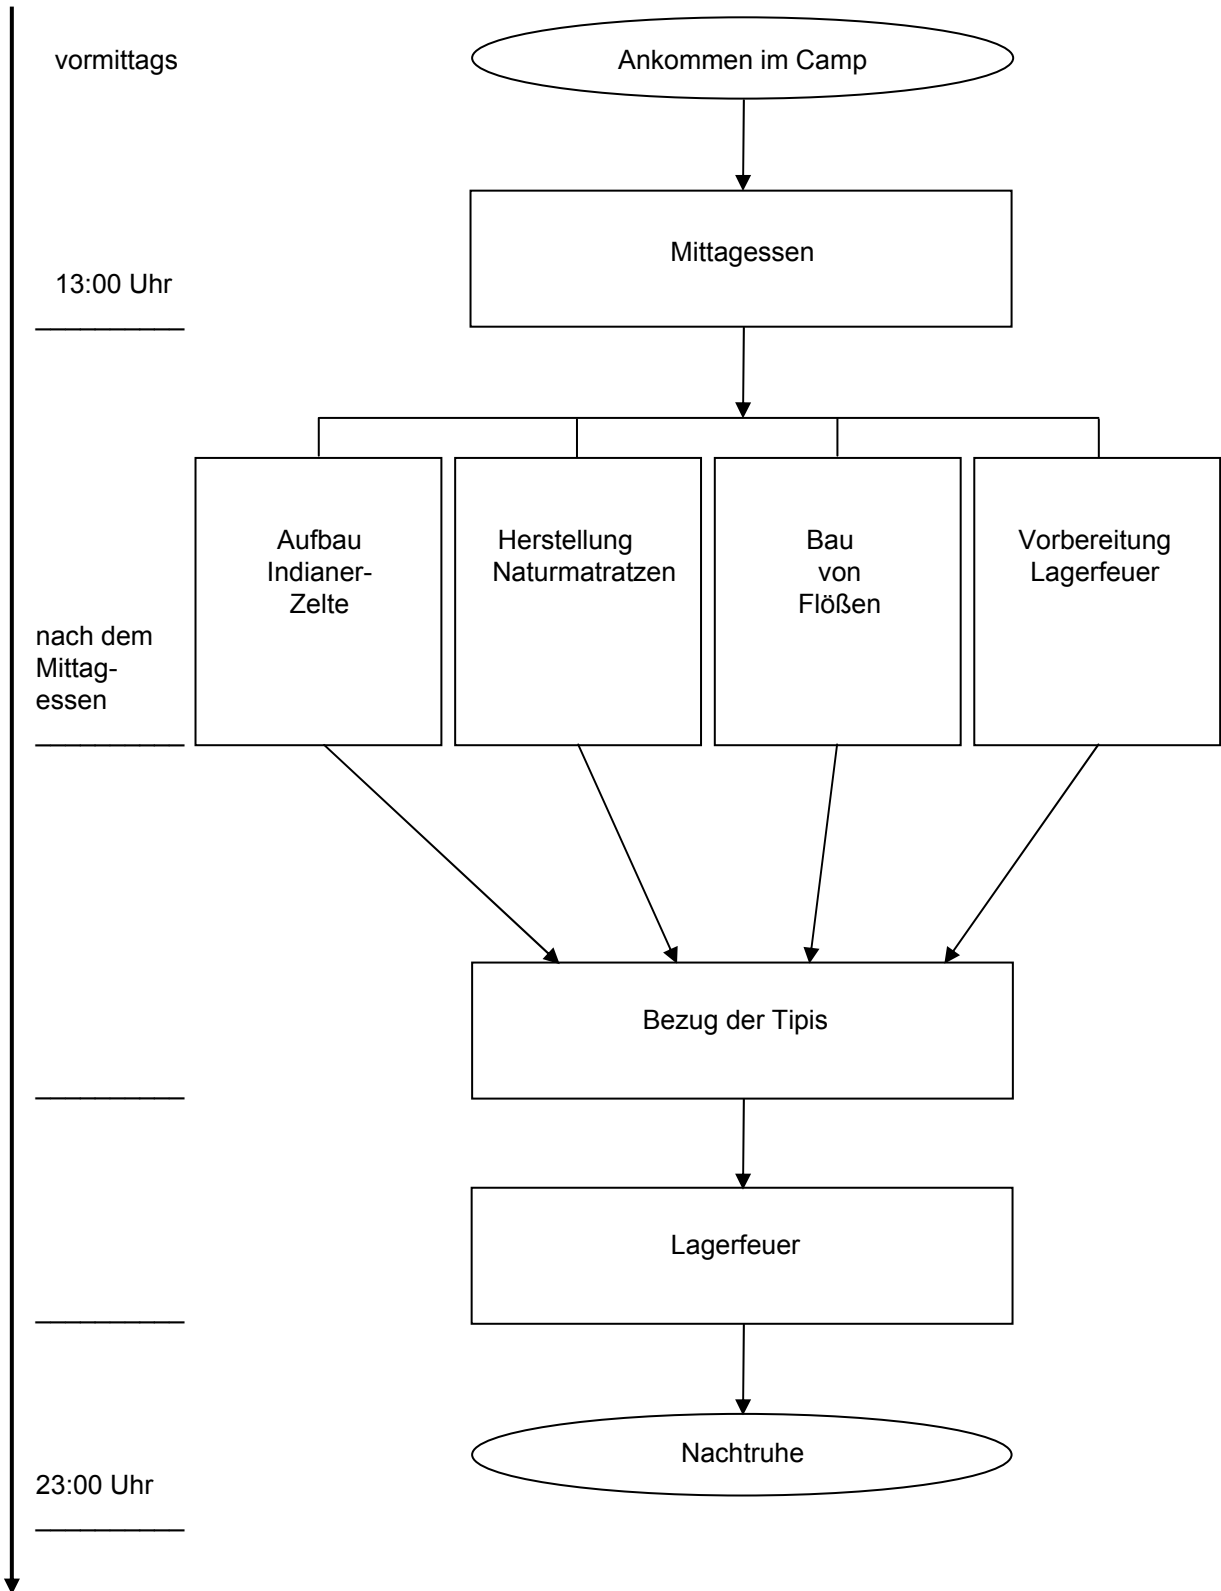 vormittags
Ankommen im Camp
Mittagessen
13:00 Uhr
Aufbau
Indianer-
Zelte
Herstellung
Naturmatratzen
Bau
von
Flößen
Vorbereitung
Lagerfeuer
nach dem
Mittag-
essen
Bezug der Tipis
Lagerfeuer
Nachtruhe
23:00 Uhr